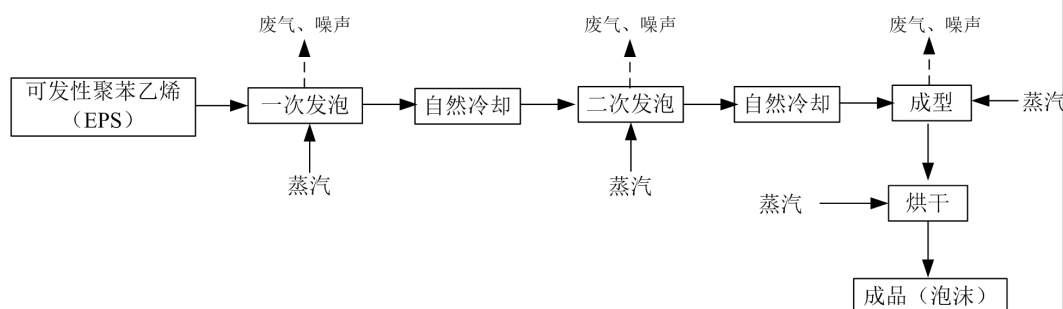 废气、噪声
废气、噪声
废气、噪声
可发性聚苯乙烯
（EPS）
一次发泡
自然冷却
二次发泡
自然冷却
成型
蒸汽
蒸汽
蒸汽
蒸汽
烘干
成品（泡沫）